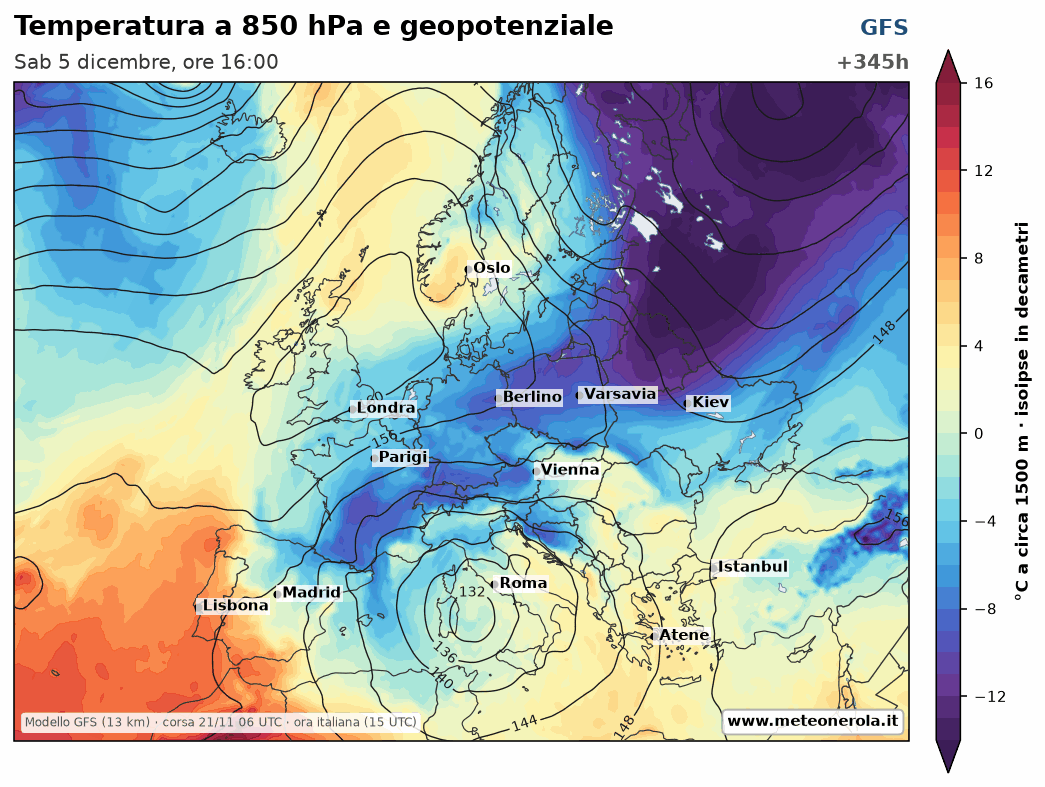 Temperatura a 850 hPa e geopotenziale
GFS
Sab 5 dicembre, ore 16:00
+345h
16
12
8
4
0
−4
−8
−12
°C a circa 1500 m · isoipse in decametri
Oslo
148
Berlino
Varsavia
Kiev
Londra
156
Parigi
Vienna
156
Istanbul
Roma
132
Madrid
Lisbona
Atene
136
140
144
148
Modello GFS (13 km) · corsa 21/11 06 UTC · ora italiana (15 UTC)
www.meteonerola.it